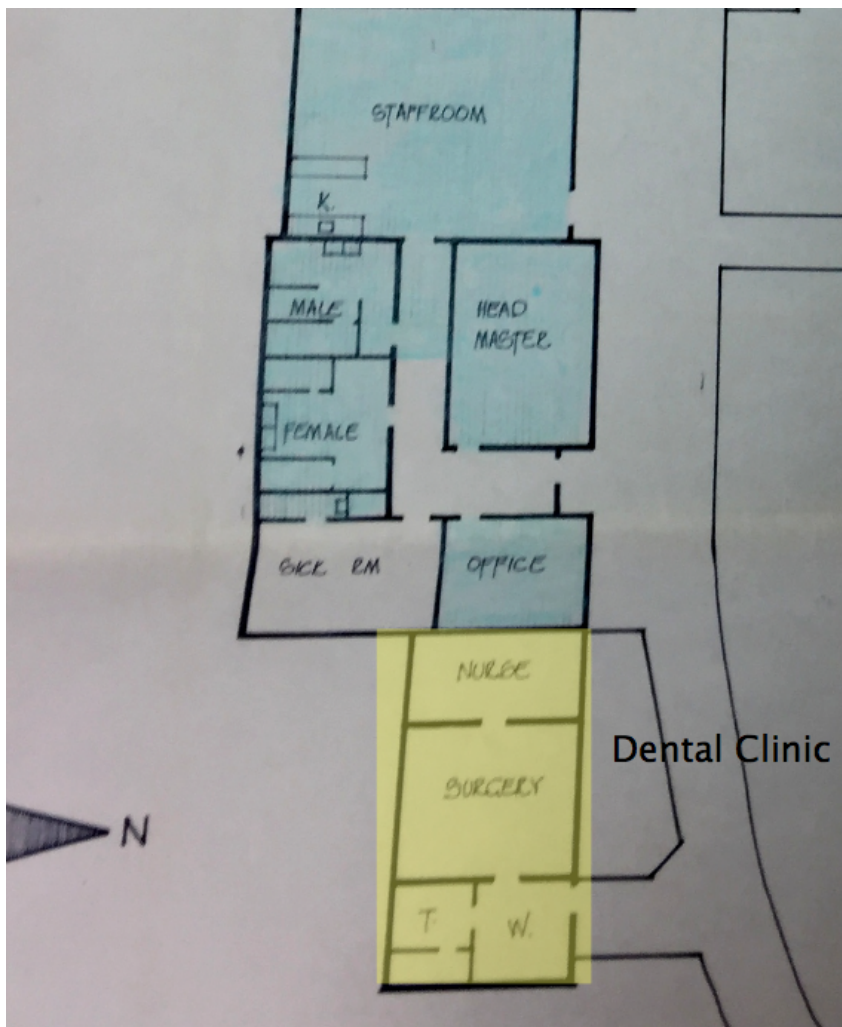 STAFFROOM
K.
MALE
HEAD
MASTER
FEMALE
SICK RM
OFFICE
NURSE
Dental Clinic
SURGERY
N
T.
W.